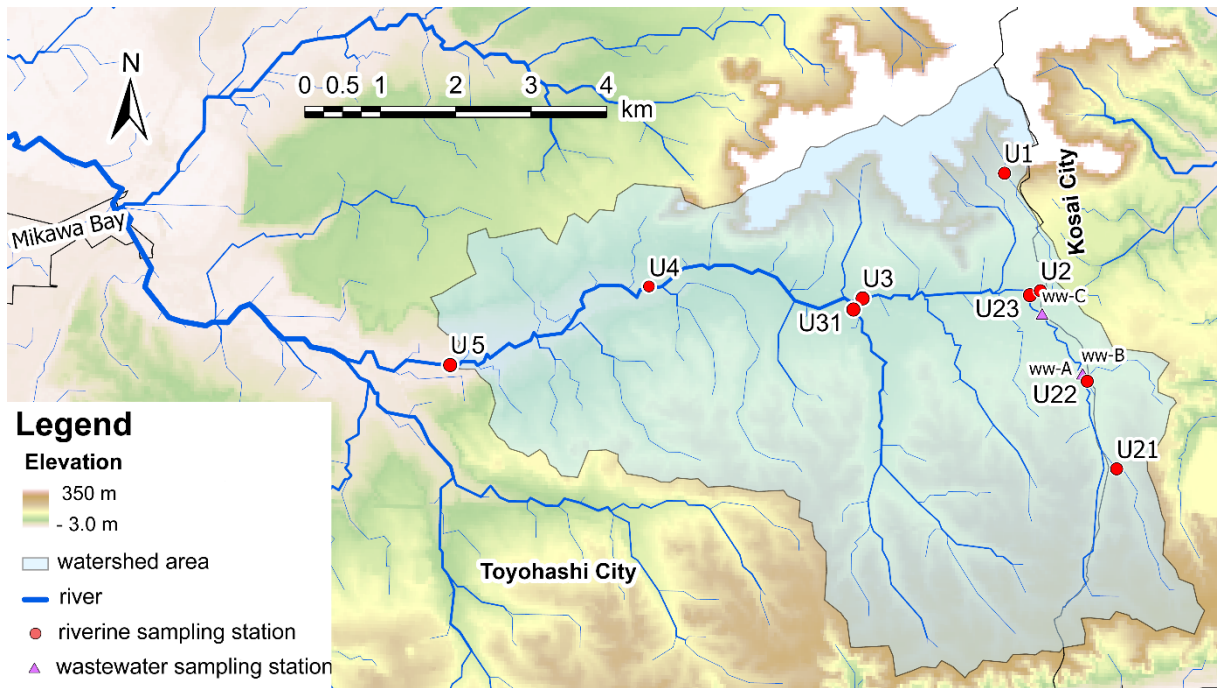 N
0 0.5 1 2 3 4
km
Mikawa Bay
Kosai City
U1
U2
ww-C
U23
U3
U31
U4
U5
ww-B
ww-A
U22
U21
Toyohashi City
Legend
Elevation
350 m
- 3.0 m
watershed area
river
riverine sampling station
wastewater sampling station